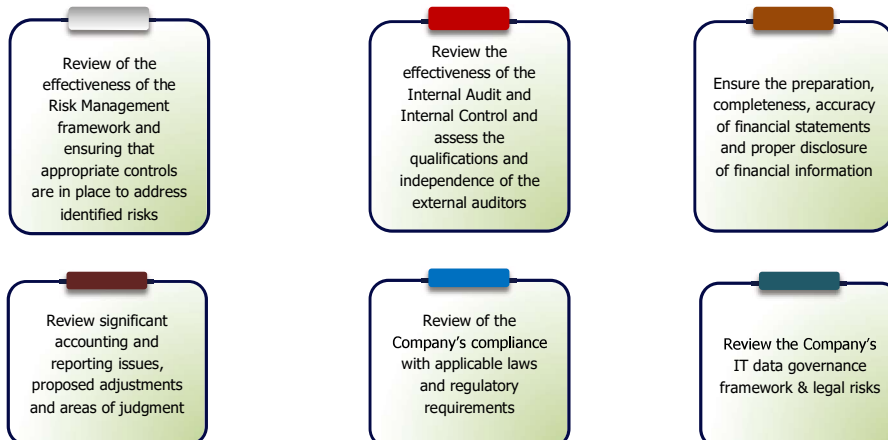 Review of the
effectiveness of the
Risk Management
framework and
ensuring that
appropriate controls
are in place to address
identified risks
Review the
effectiveness of the
Internal Audit and
Internal Control and
assess the
qualifications and
independence of the
external auditors
Ensure the preparation,
completeness, accuracy
of financial statements
and proper disclosure
of financial information
Review significant
accounting and
reporting issues,
proposed adjustments
and areas of judgment
Review of the
Company’s compliance
with applicable laws
and regulatory
requirements
Review the Company’s
IT data governance
framework & legal risks